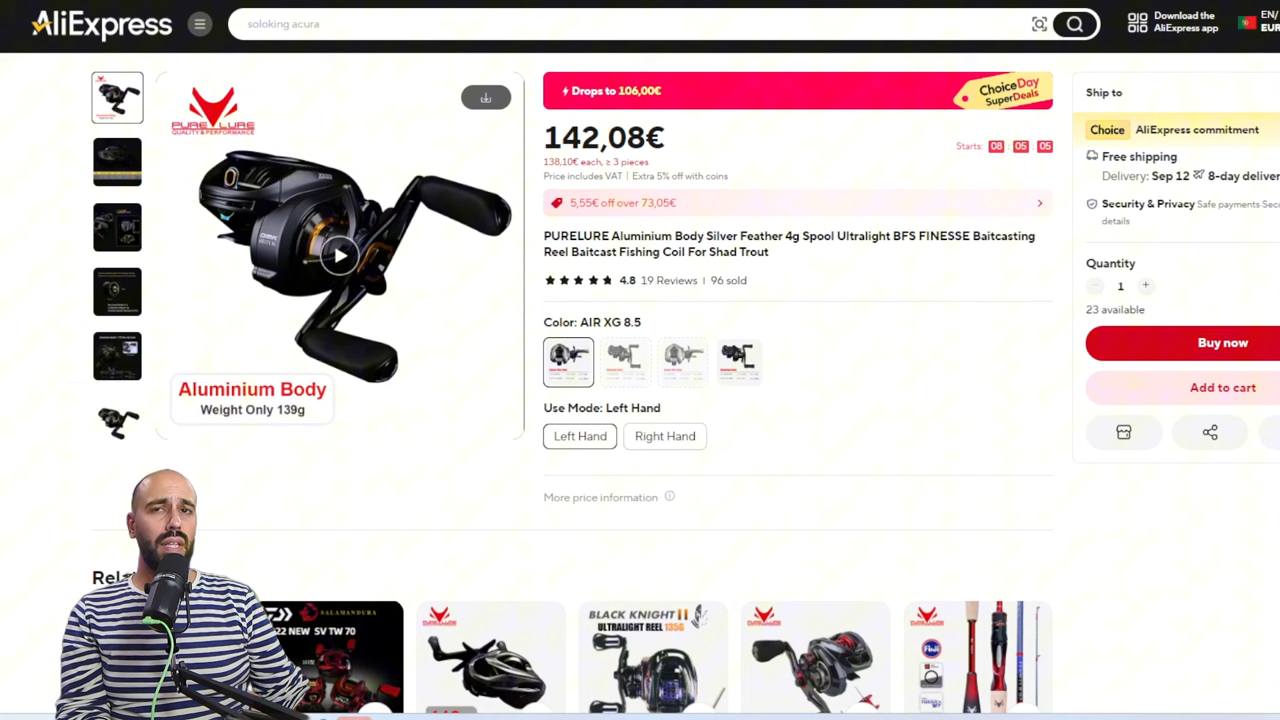 AliExpress
soloking acura
Download the
AliExpress app
EN/
EUR
PURE LURE
QUALITY & PERFORMANCE
Aluminium Body
Weight Only 139g
Drops to 106,00€
ChoiceDay
SuperDeals
142,08€
138,10€ each, ≥ 3 pieces
Starts: 08 : 05 : 05
Price includes VAT | Extra 5% off with coins
5,55€ off over 73,05€
PURELURE Aluminium Body Silver Feather 4g Spool Ultralight BFS FINESSE Baitcasting
Reel Baitcast Fishing Coil For Shad Trout
4.8 19 Reviews | 96 sold
Color: AIR XG 8.5
Use Mode: Left Hand
Left Hand
Right Hand
More price information
Ship to
Choice AliExpress commitment
Free shipping
Delivery: Sep 12 8-day deliver
Security & Privacy Safe payments·Sec
details
Quantity
1
23 available
Buy now
Add to cart
Rel
SALAMANDURA
22 NEW SV TW 70
BLACK KNIGHT II
ULTRALIGHT REEL 135G